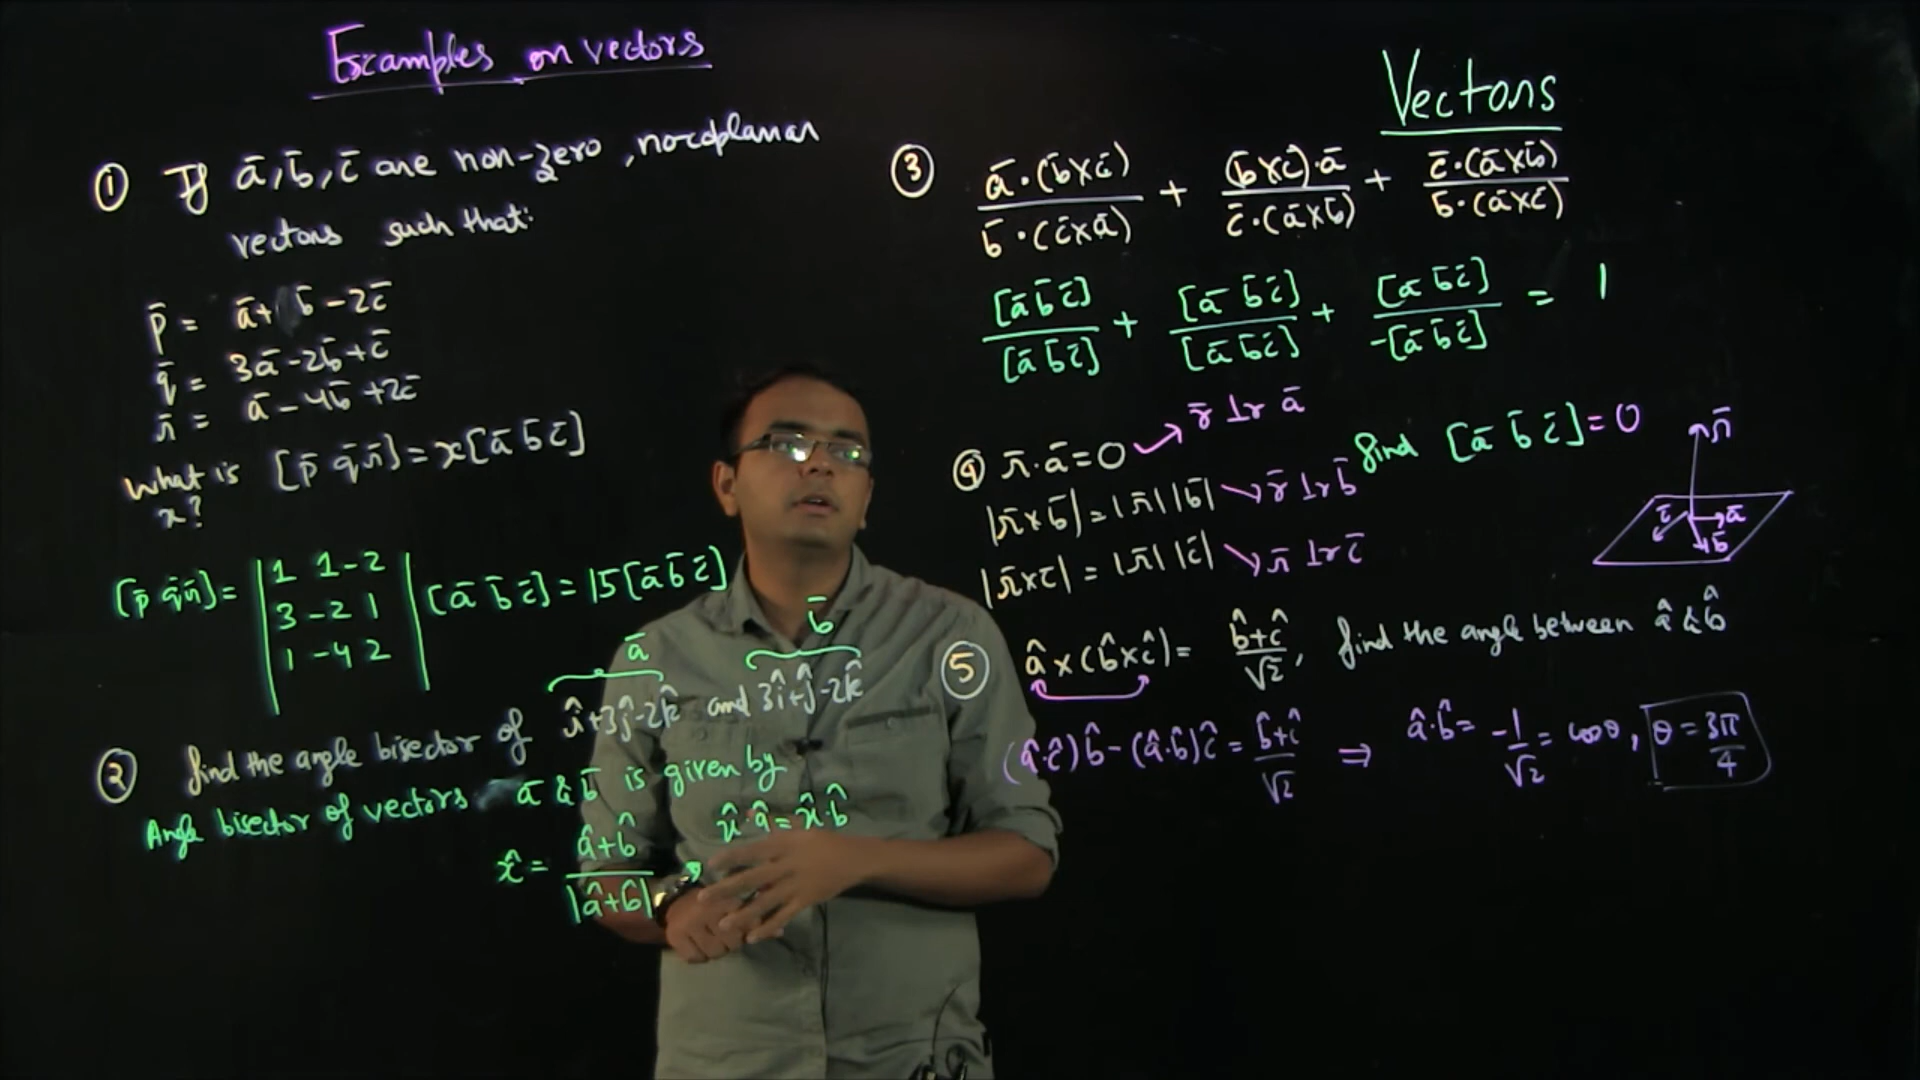 Examples on vectors
① If ā, b̄, c̄ are non-zero, nocoplanar
vectors such that:
p̄ = ā + b̄ - 2c̄
q̄ = 3ā - 2b̄ + c̄
r̄ = ā - 4b̄ + 2c̄
What is [p̄ q̄ r̄] = x[ā b̄ c̄]
x?
[p̄ q̄ r̄] = | 1 1 -2 | [ā b̄ c̄] = 15[ā b̄ c̄]
3 -2 1
1 -4 2
ā b̄
② find the angle bisector of î+3ĵ-2k̂ and 3î+ĵ-2k̂
Angle bisector of vectors ā & b̄ is given by
x̂ = (â+b̂)/|â+b̂| → x̂·â = x̂·b̂
Vectors
③ ā·(b̄×c̄)/b̄·(c̄×ā) + (b̄×c̄)·ā/c̄·(ā×b̄) + c̄·(ā×b̄)/b̄·(ā×c̄)
[ā b̄ c̄]/[ā b̄ c̄] + [ā b̄ c̄]/[ā b̄ c̄] + [ā b̄ c̄]/-[ā b̄ c̄] = 1
④ r̄·ā = 0 → r̄ ⊥r ā find [ā b̄ c̄] = 0
|r̄×b̄| = |r̄| |b̄| → r̄ ⊥r b̄
|r̄×c̄| = |r̄| |c̄| → r̄ ⊥r c̄
r̄
c̄ ā
b̄
⑤ â×(b̂×ĉ) = (b̂+ĉ)/√2, find the angle between â & b̂
(â·ĉ)b̂ - (â·b̂)ĉ = (b̂+ĉ)/√2 ⇒ â·b̂ = -1/√2 = cosθ, θ = 3π/4